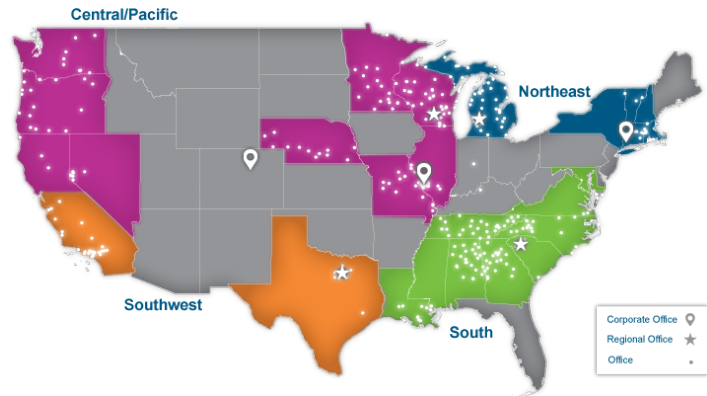 Central/Pacific
Northeast
Southwest
South
Corporate Office
Regional Office
Office